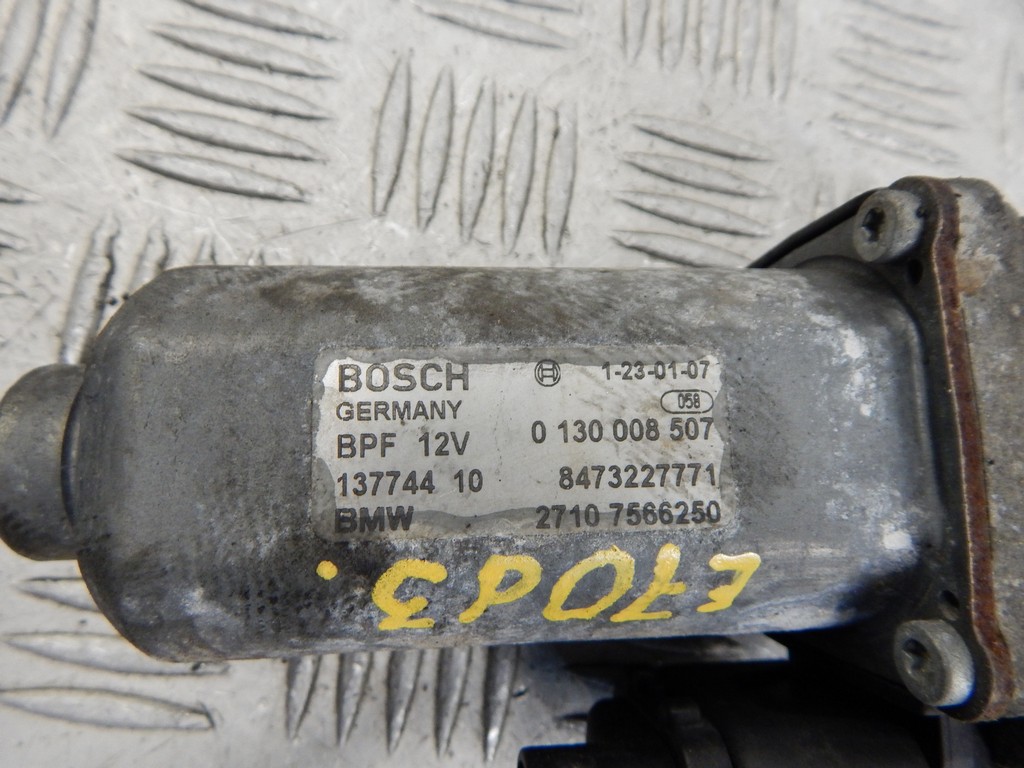 BOSCH 1-23-01-07
GERMANY 058
BPF 12V 0 130 008 507
137744 10 8473227771
BMW 2710 7566250
E70d3.